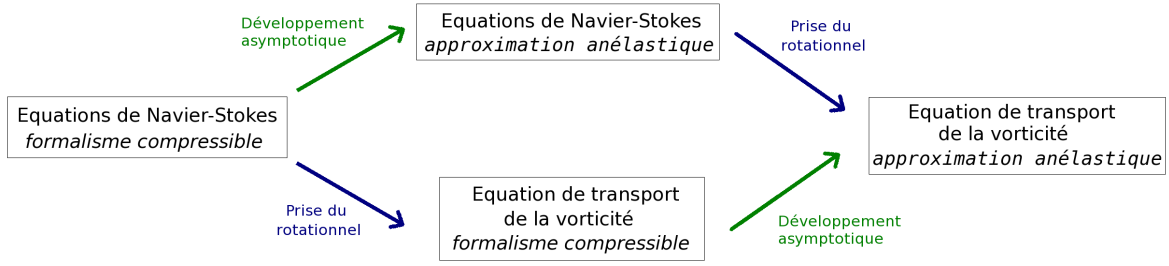 Développement
asymptotique
Equations de Navier-Stokes
approximation anélastique
Prise du
rotationnel
Equations de Navier-Stokes
formalisme compressible
Equation de transport
de la vorticité
approximation anélastique
Prise du
rotationnel
Equation de transport
de la vorticité
formalisme compressible
Développement
asymptotique